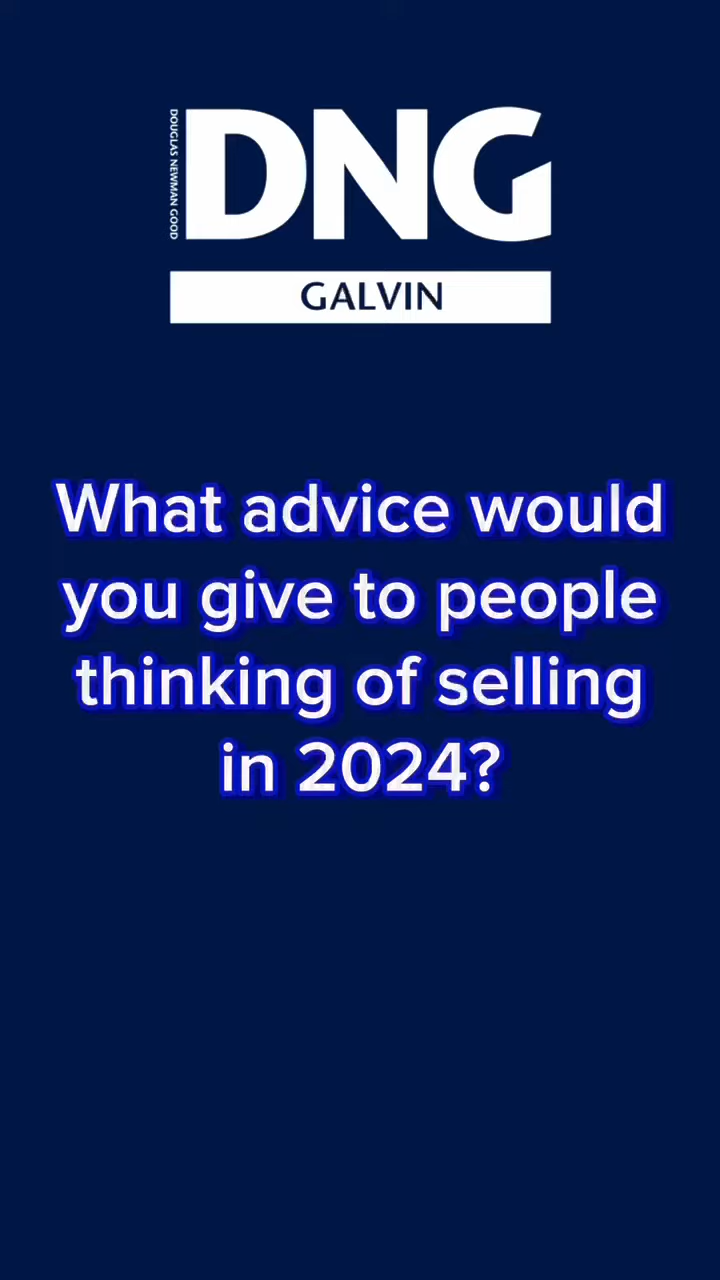 DOUGLAS NEWMAN GOOD
DNG
GALVIN
What advice would
you give to people
thinking of selling
in 2024?